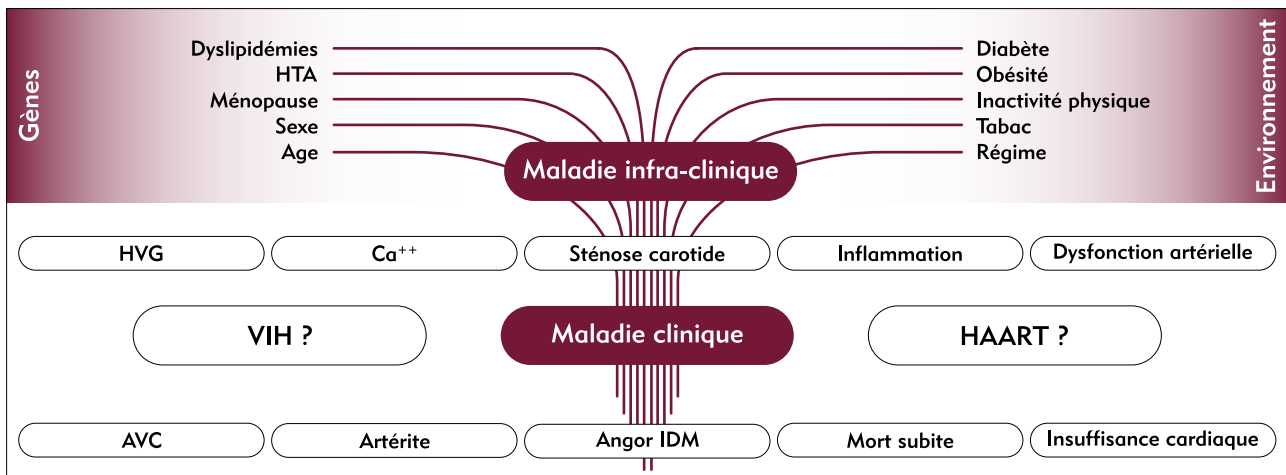 Gènes
Dyslipidémies
HTA
Ménopause
Sexe
Age
Diabète
Obésité
Inactivité physique
Tabac
Régime
Environnement
Maladie infra-clinique
HVG
Ca⁺⁺
Sténose carotide
Inflammation
Dysfonction artérielle
VIH ?
Maladie clinique
HAART ?
AVC
Artérite
Angor IDM
Mort subite
Insuffisance cardiaque